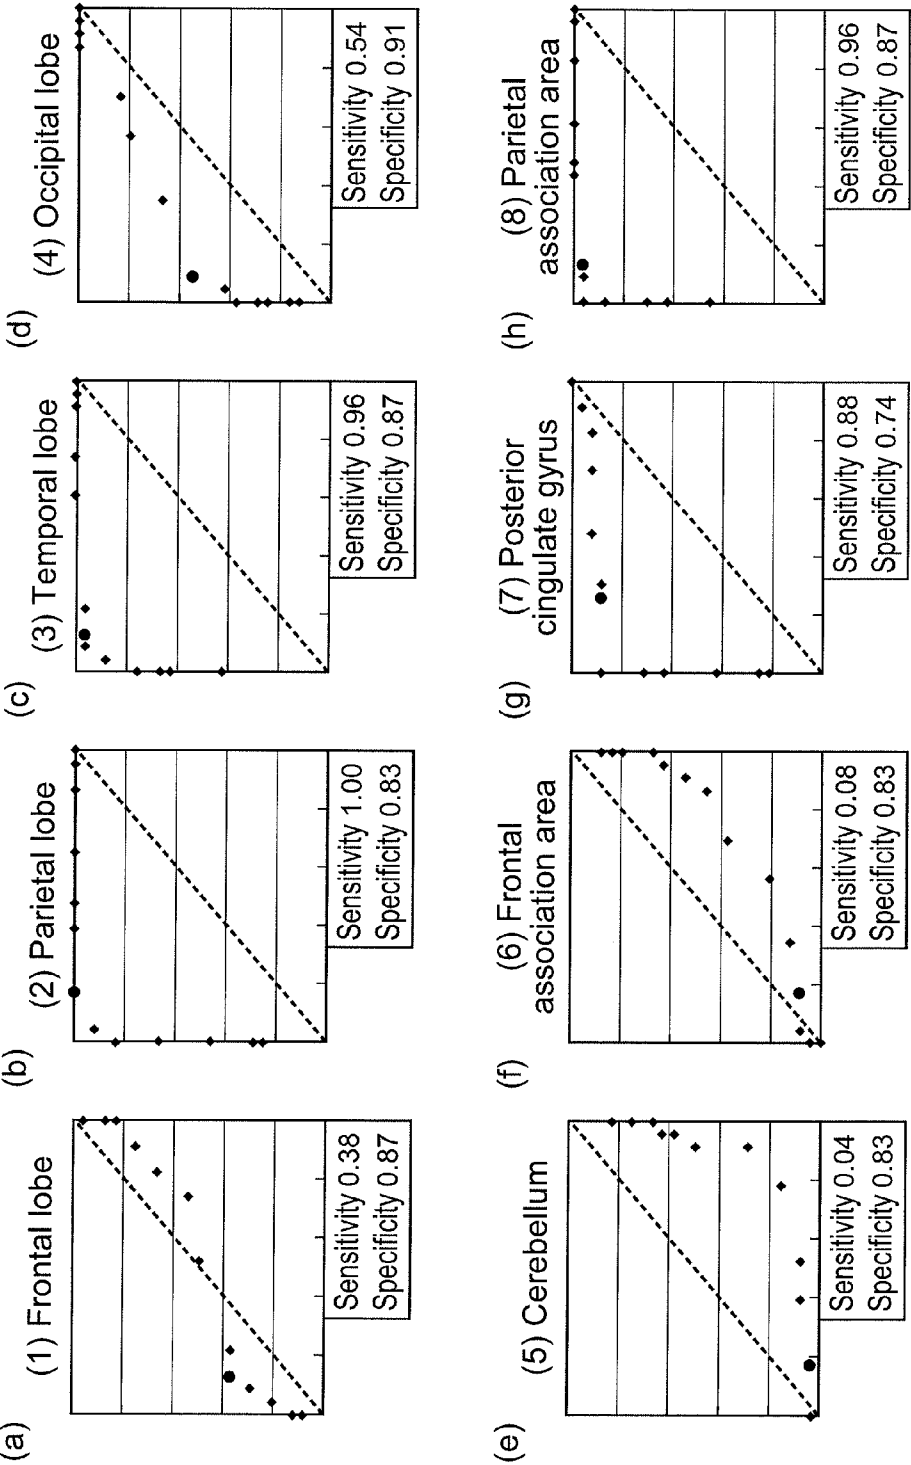 (a)
(1) Frontal lobe
Sensitivity 0.38
Specificity 0.87
(b)
(2) Parietal lobe
Sensitivity 1.00
Specificity 0.83
(c)
(3) Temporal lobe
Sensitivity 0.96
Specificity 0.87
(d)
(4) Occipital lobe
Sensitivity 0.54
Specificity 0.91
(e)
(5) Cerebellum
Sensitivity 0.04
Specificity 0.83
(f)
(6) Frontal
association area
Sensitivity 0.08
Specificity 0.83
(g)
(7) Posterior
cingulate gyrus
Sensitivity 0.88
Specificity 0.74
(h)
(8) Parietal
association area
Sensitivity 0.96
Specificity 0.87